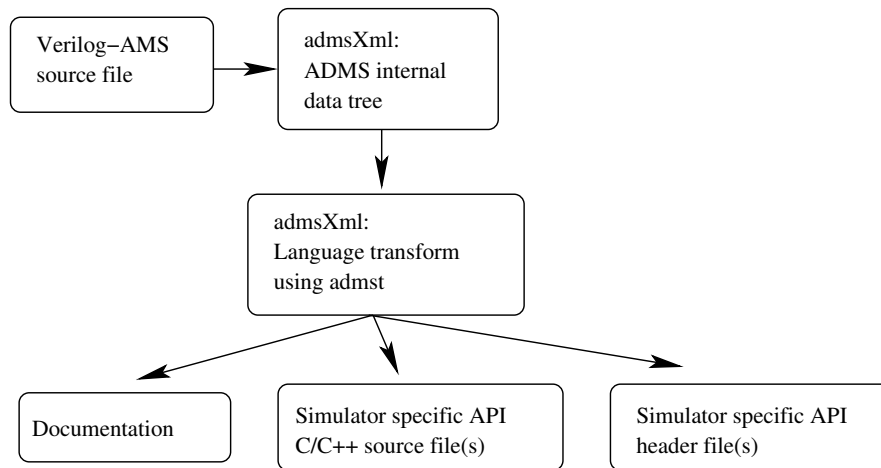 Verilog−AMS
source file
admsXml:
ADMS internal
data tree
admsXml:
Language transform
using admst
Documentation
Simulator specific API
C/C++ source file(s)
Simulator specific API
header file(s)